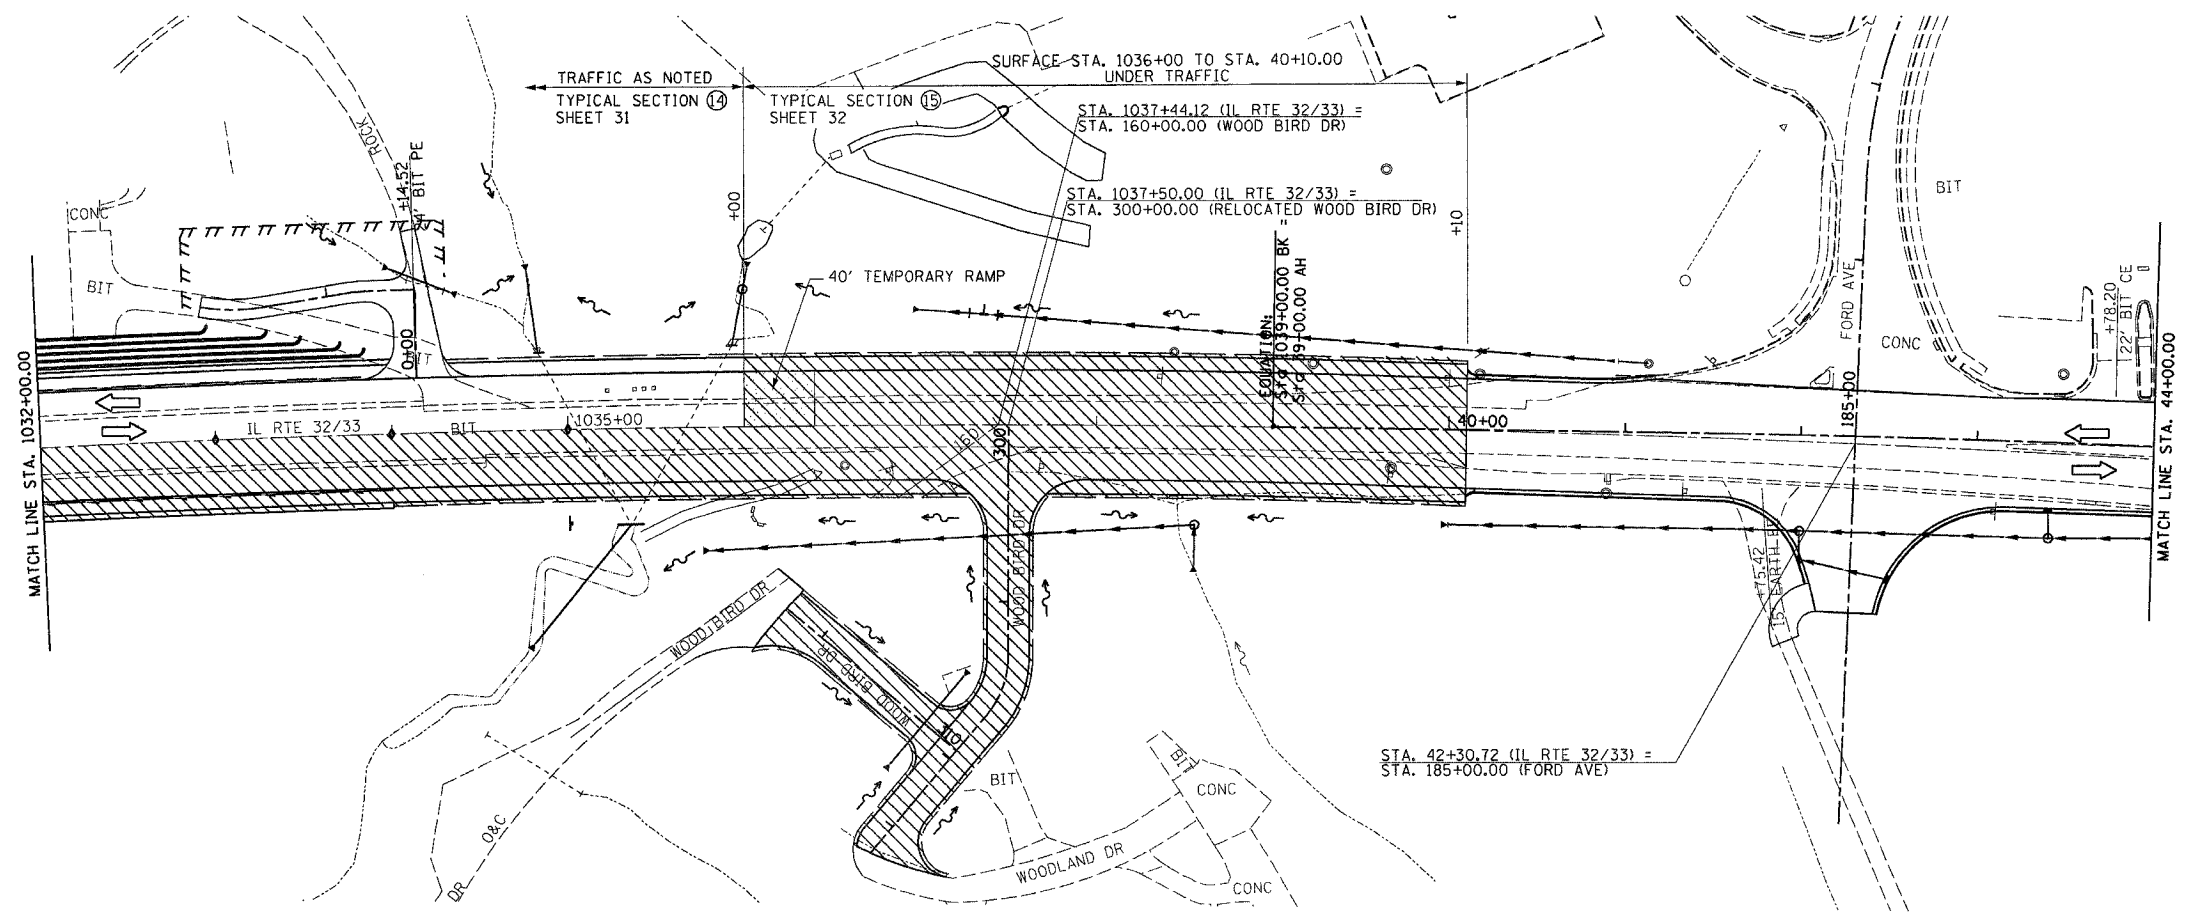 SURFACE STA. 1036+00 TO STA. 40+10.00
UNDER TRAFFIC
TRAFFIC AS NOTED
TYPICAL SECTION 14
SHEET 31
TYPICAL SECTION 15
SHEET 32
STA. 1037+44.12 (IL RTE 32/33) =
STA. 160+00.00 (WOOD BIRD DR)
STA. 1037+50.00 (IL RTE 32/33) =
STA. 300+00.00 (RELOCATED WOOD BIRD DR)
ROCK
+14.52
BIT PE
+00
+10
CONC
BIT
BIT
40' TEMPORARY RAMP
EQUATION:
Sta 1039+00.00 BK =
Sta 39+00.00 AH
FORD AVE
BIT
CONC
+78.20
22' BIT CE
MATCH LINE STA. 1032+00.00
0+00
IL RTE 32/33
BIT
1035+00
160
300
40+00
185+00
MATCH LINE STA. 44+00.00
WOOD BIRD DR
+75.42
15' EARTH
WOOD BIRD DR
WOOD BIRD DR
310
STA. 42+30.72 (IL RTE 32/33) =
STA. 185+00.00 (FORD AVE)
BIT
BIT
CONC
O&C
DR
WOODLAND DR
CONC